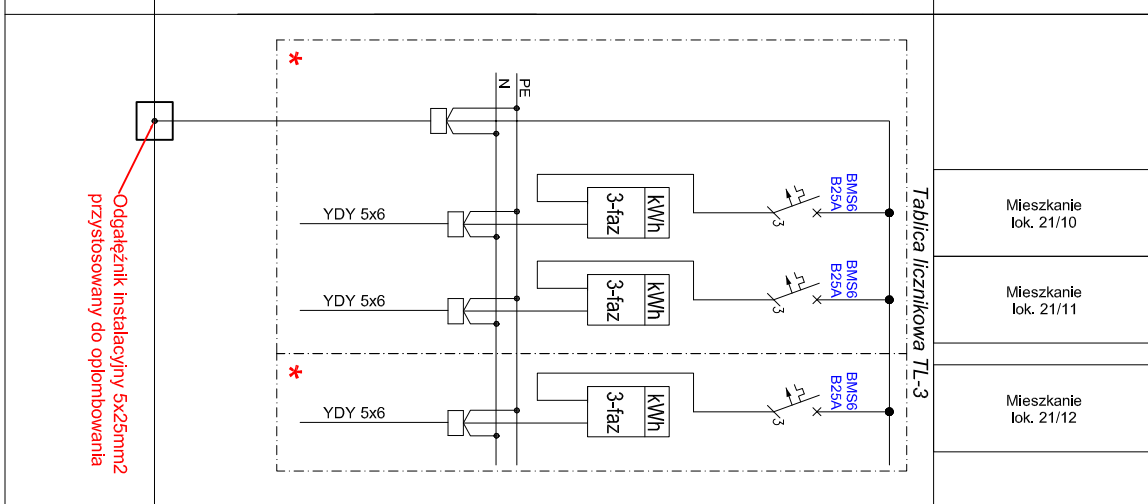 *
PE
N
Tablica licznikowa TL-3
YDY 5x6
kWh
3-faz
3
BMS6
B25A
Mieszkanie
lok. 21/10
YDY 5x6
kWh
3-faz
3
BMS6
B25A
Mieszkanie
lok. 21/11
*
YDY 5x6
kWh
3-faz
3
BMS6
B25A
Mieszkanie
lok. 21/12
Odgałęźnik instalacyjny 5x25mm2
przystosowany do oplombowania